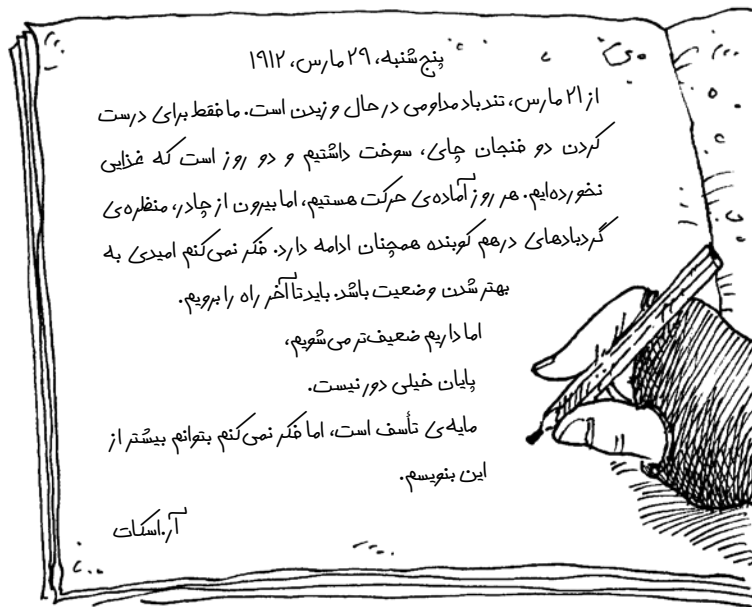 پنج‌شنبه، ۲۹ مارس، ۱۹۱۲
از ۲۱ مارس، تندباد مداومی در حال وزیدن است. ما فقط برای درست
کردن دو فنجان چای، سوخت داشتیم و دو روز است که غذایی
نخورده‌ایم. هر روز آماده‌ی حرکت هستیم، اما بیرون از چادر، منظره‌ی
گردبادهای درهم کوبنده همچنان ادامه دارد. فکر نمی‌کنم امیدی به
بهتر شدن وضعیت باشد. باید تا آخر راه را برویم.
اما داریم ضعیف‌تر می‌شویم،
پایان خیلی دور نیست.
مایه‌ی تأسف است، اما فکر نمی‌کنم بتوانم بیشتر از
این بنویسم.
آر.اسکات